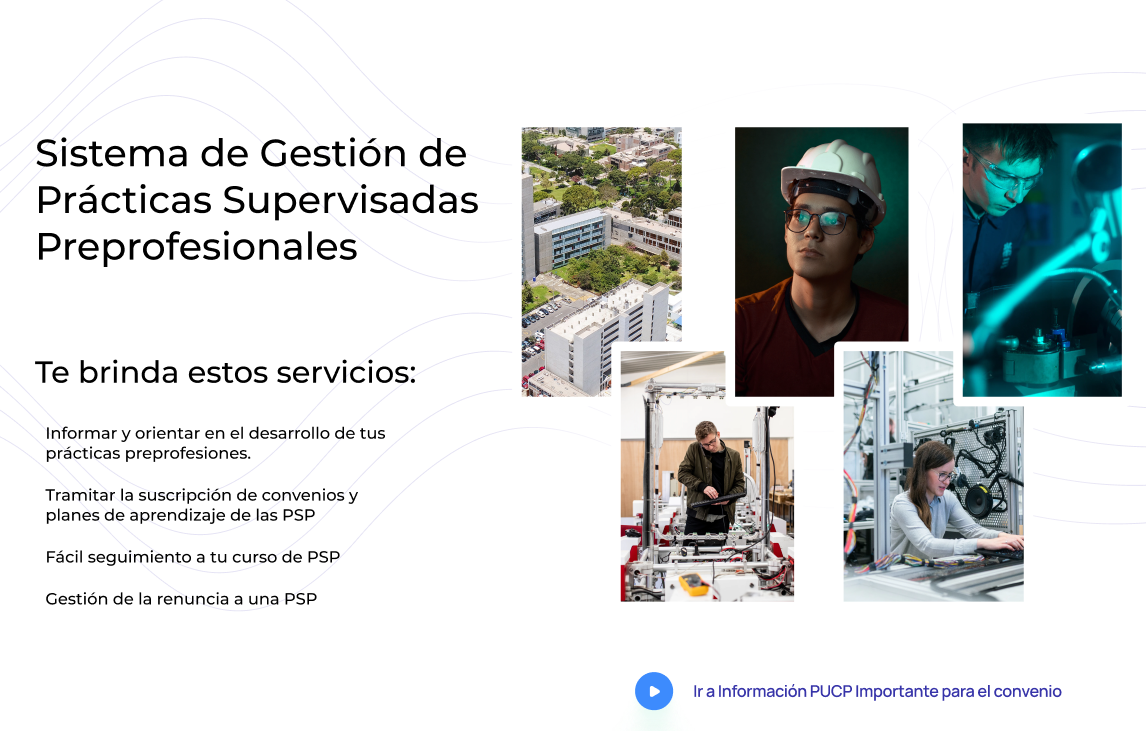 Sistema de Gestión de
Prácticas Supervisadas
Preprofesionales
Te brinda estos servicios:
Informar y orientar en el desarrollo de tus
prácticas preprofesiones.
Tramitar la suscripción de convenios y
planes de aprendizaje de las PSP
Fácil seguimiento a tu curso de PSP
Gestión de la renuncia a una PSP
Ir a Información PUCP Importante para el convenio